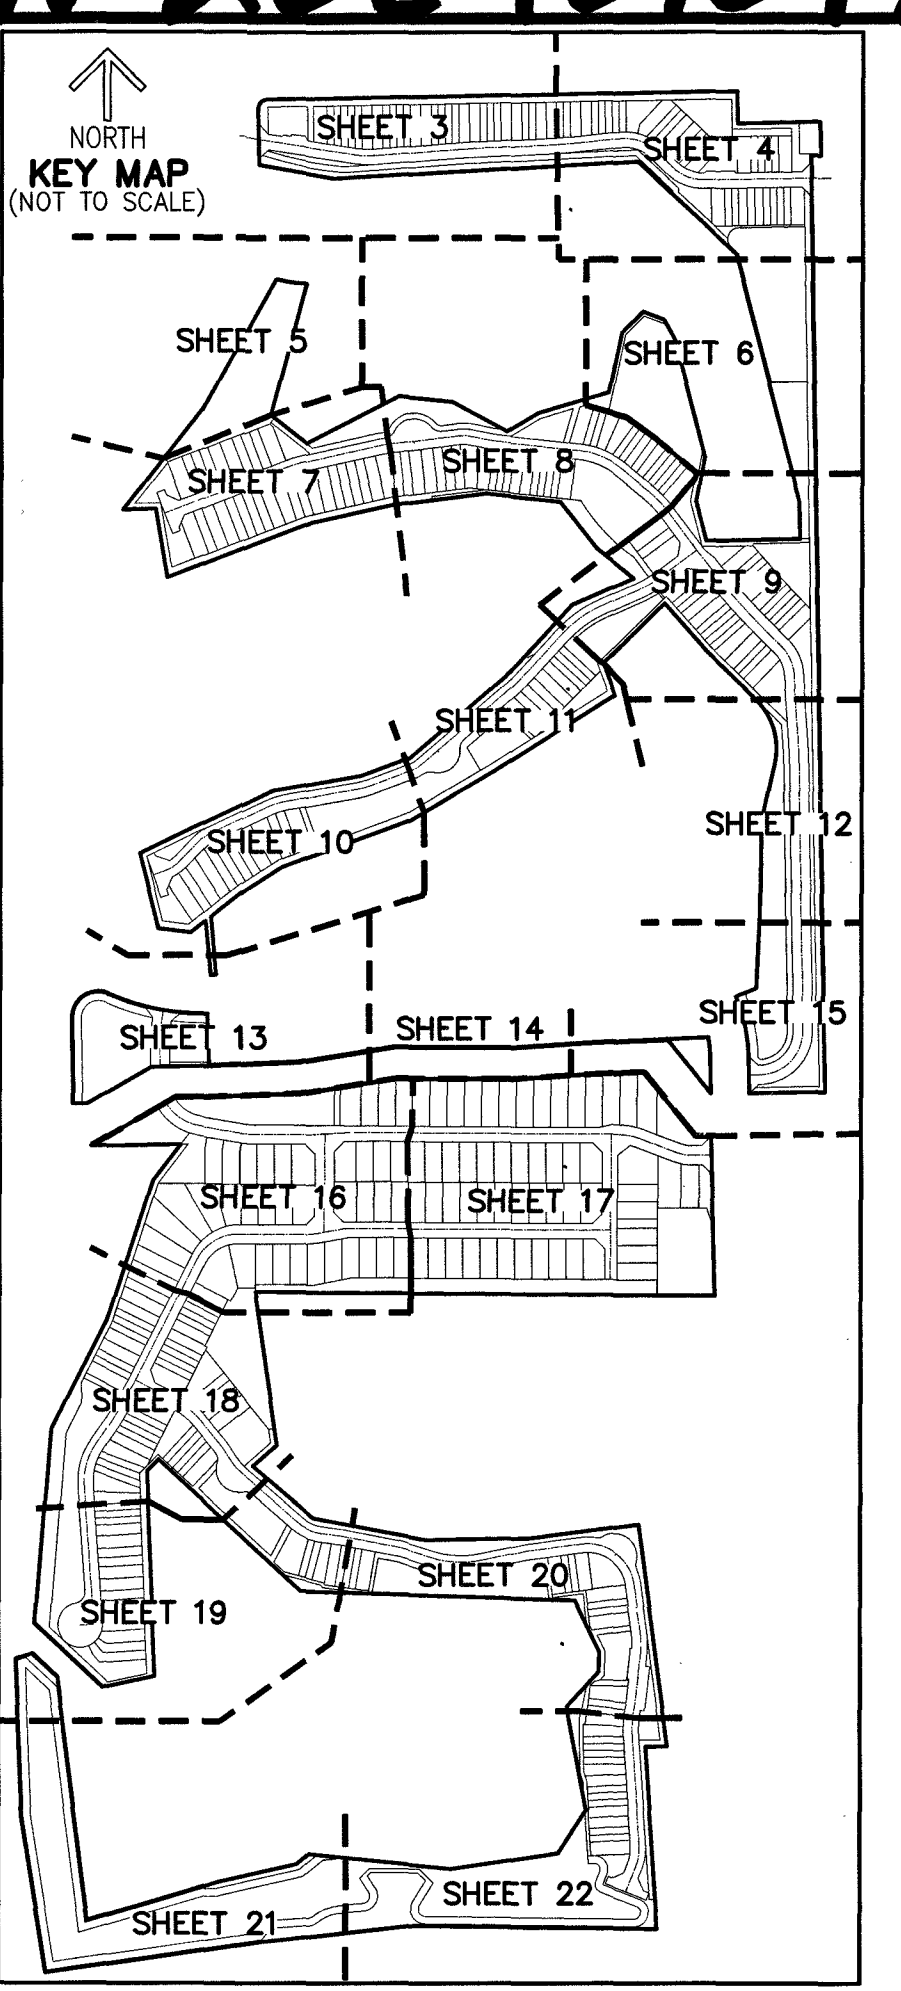 NORTH
KEY MAP
(NOT TO SCALE)
SHEET 3
SHEET 4
SHEET 5
SHEET 6
SHEET 7
SHEET 8
SHEET 9
SHEET 11
SHEET 10
SHEET 12
SHEET 13
SHEET 14
SHEET 15
SHEET 16
SHEET 17
SHEET 18
SHEET 19
SHEET 20
SHEET 21
SHEET 22